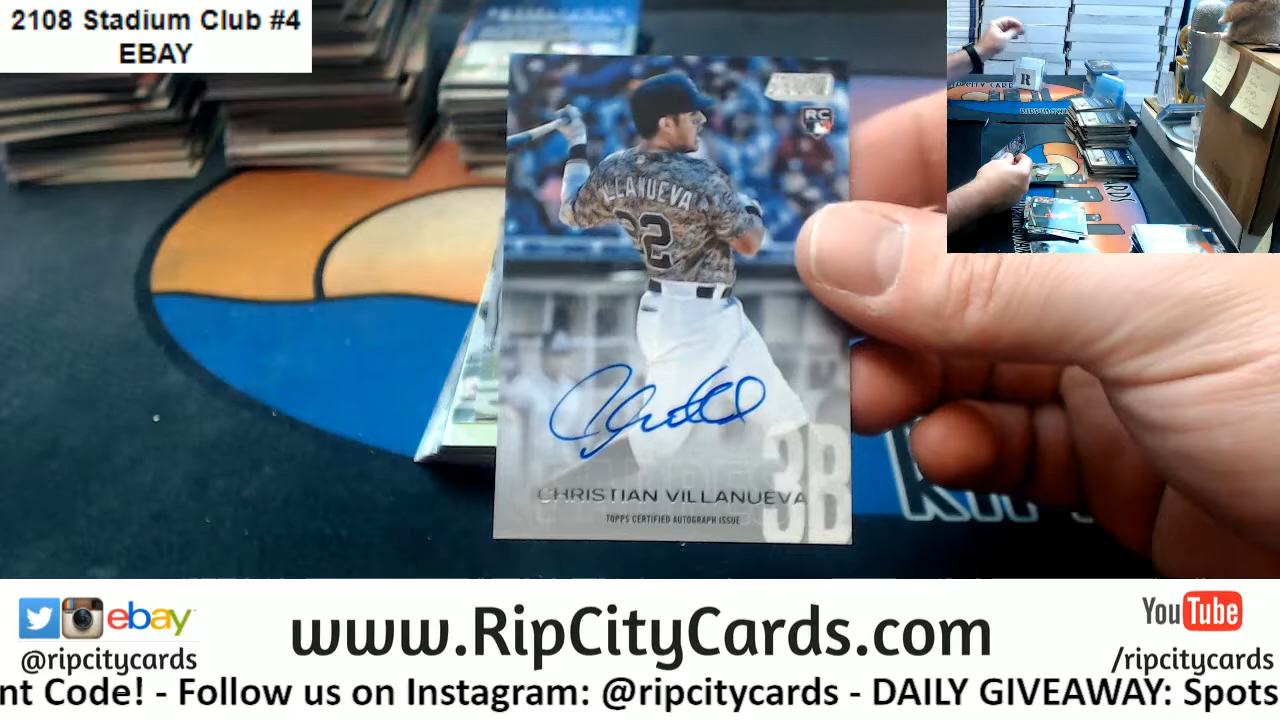 2108 Stadium Club #4
EBAY
RC
VILLANUEVA
22
CHRISTIAN VILLANUEVA
3B
TOPPS CERTIFIED AUTOGRAPH ISSUE
R
ebay
www.RipCityCards.com
YouTube
@ripcitycards
/ripcitycards
nt Code! - Follow us on Instagram: @ripcitycards - DAILY GIVEAWAY: Spots